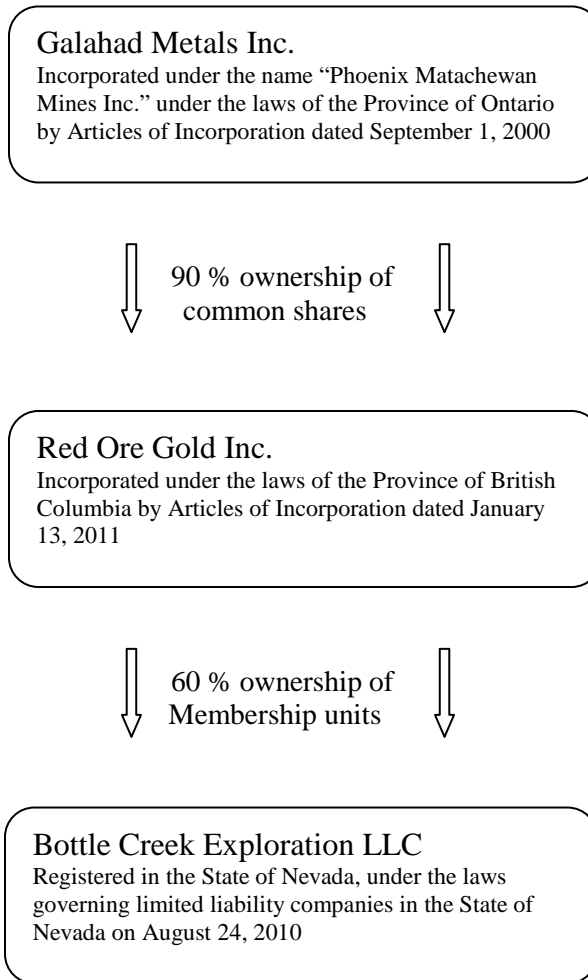 Galahad Metals Inc.
Incorporated under the name “Phoenix Matachewan
Mines Inc.” under the laws of the Province of Ontario
by Articles of Incorporation dated September 1, 2000
90 % ownership of
common shares
Red Ore Gold Inc.
Incorporated under the laws of the Province of British
Columbia by Articles of Incorporation dated January
13, 2011
60 % ownership of
Membership units
Bottle Creek Exploration LLC
Registered in the State of Nevada, under the laws
governing limited liability companies in the State of
Nevada on August 24, 2010